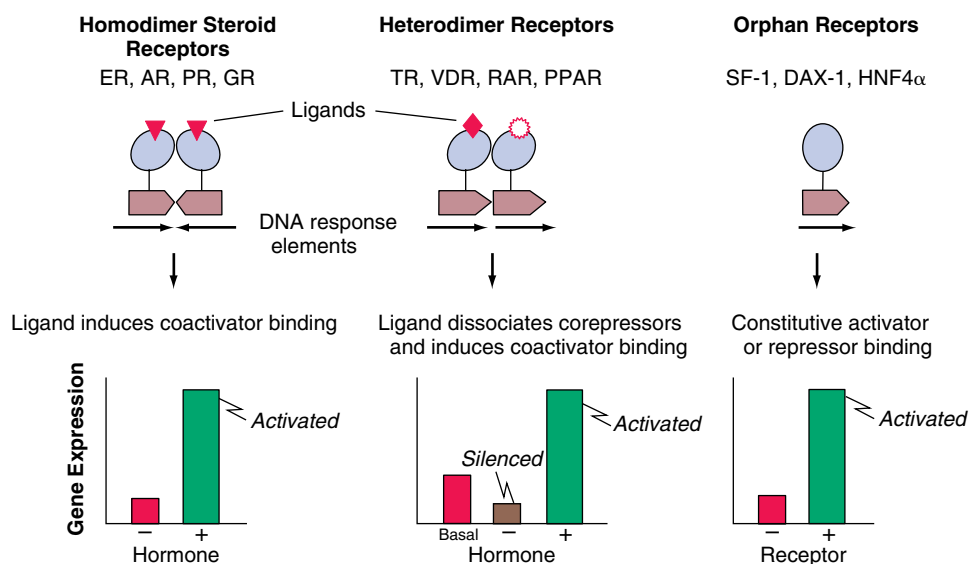 Homodimer Steroid
Receptors
ER, AR, PR, GR
Heterodimer Receptors
TR, VDR, RAR, PPAR
Orphan Receptors
SF-1, DAX-1, HNF4α
Ligands
DNA response
elements
Ligand induces coactivator binding
Ligand dissociates corepressors
and induces coactivator binding
Constitutive activator
or repressor binding
Gene Expression
Activated
− +
Hormone
Silenced
Activated
Basal − +
Hormone
Activated
− +
Receptor